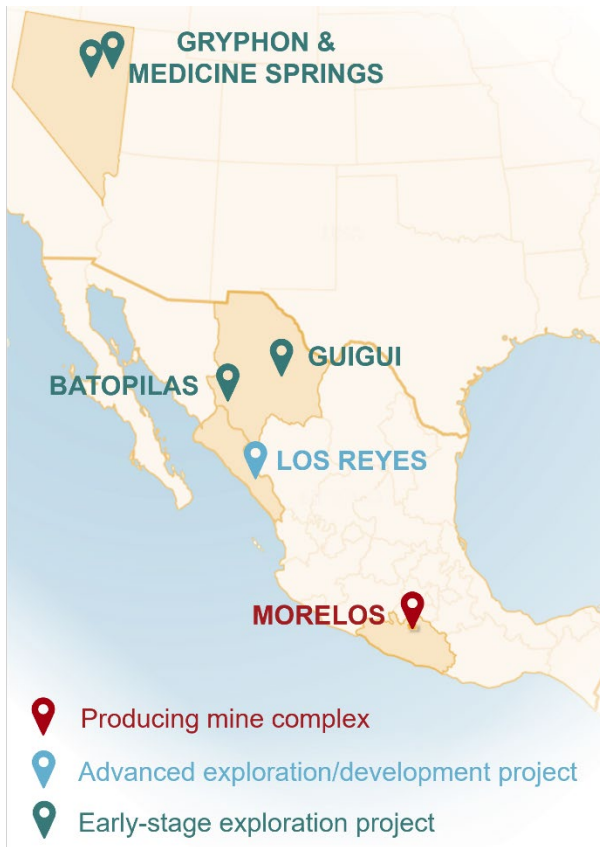 GRYPHON &
MEDICINE SPRINGS
GUIGUI
BATOPILAS
LOS REYES
MORELOS
Producing mine complex
Advanced exploration/development project
Early-stage exploration project